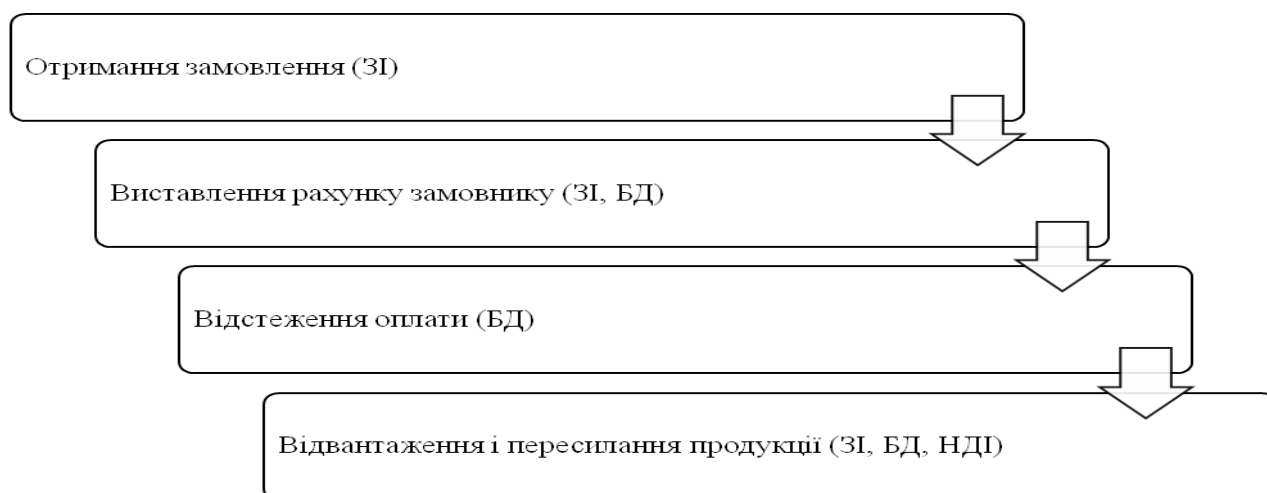 Отримання замовлення (ЗІ)
Виставлення рахунку замовнику (ЗІ, БД)
Відстеження оплати (БД)
Відвантаження і пересилання продукції (ЗІ, БД, НДІ)